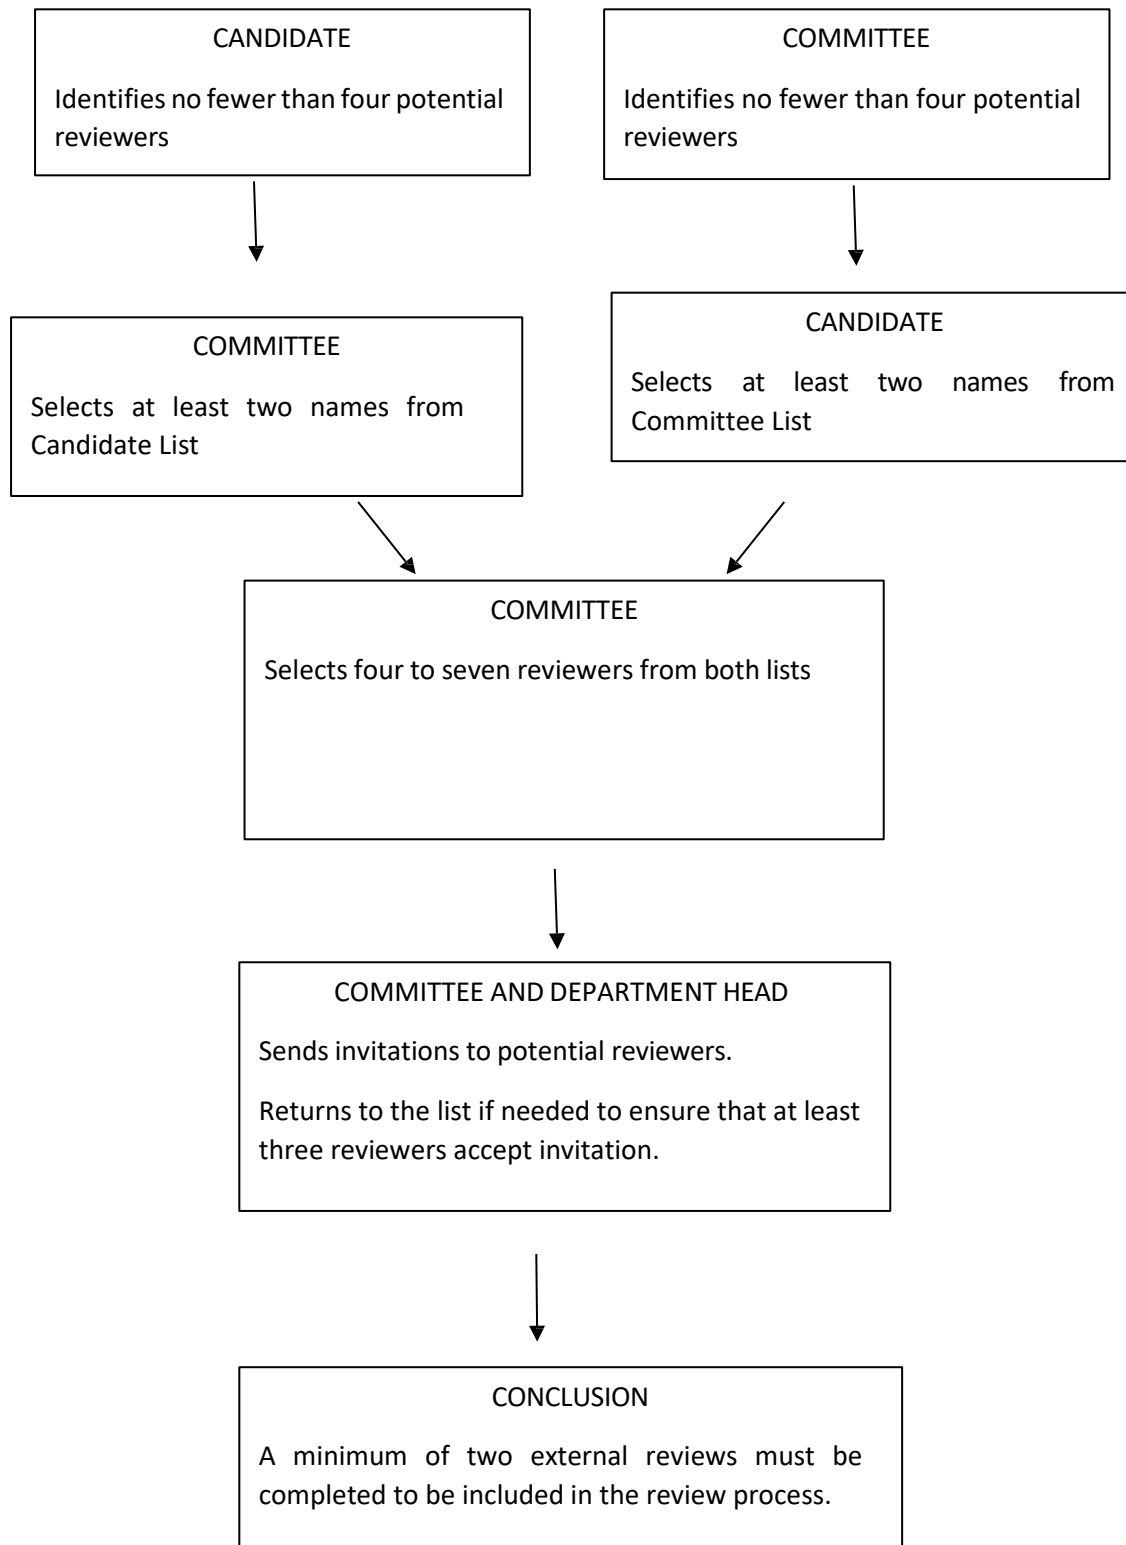 CANDIDATE
Identifies no fewer than four potential
reviewers
COMMITTEE
Identifies no fewer than four potential
reviewers
COMMITTEE
Selects at least two names from
Candidate List
CANDIDATE
Selects at least two names from
Committee List
COMMITTEE
Selects four to seven reviewers from both lists
COMMITTEE AND DEPARTMENT HEAD
Sends invitations to potential reviewers.
Returns to the list if needed to ensure that at least
three reviewers accept invitation.
CONCLUSION
A minimum of two external reviews must be
completed to be included in the review process.